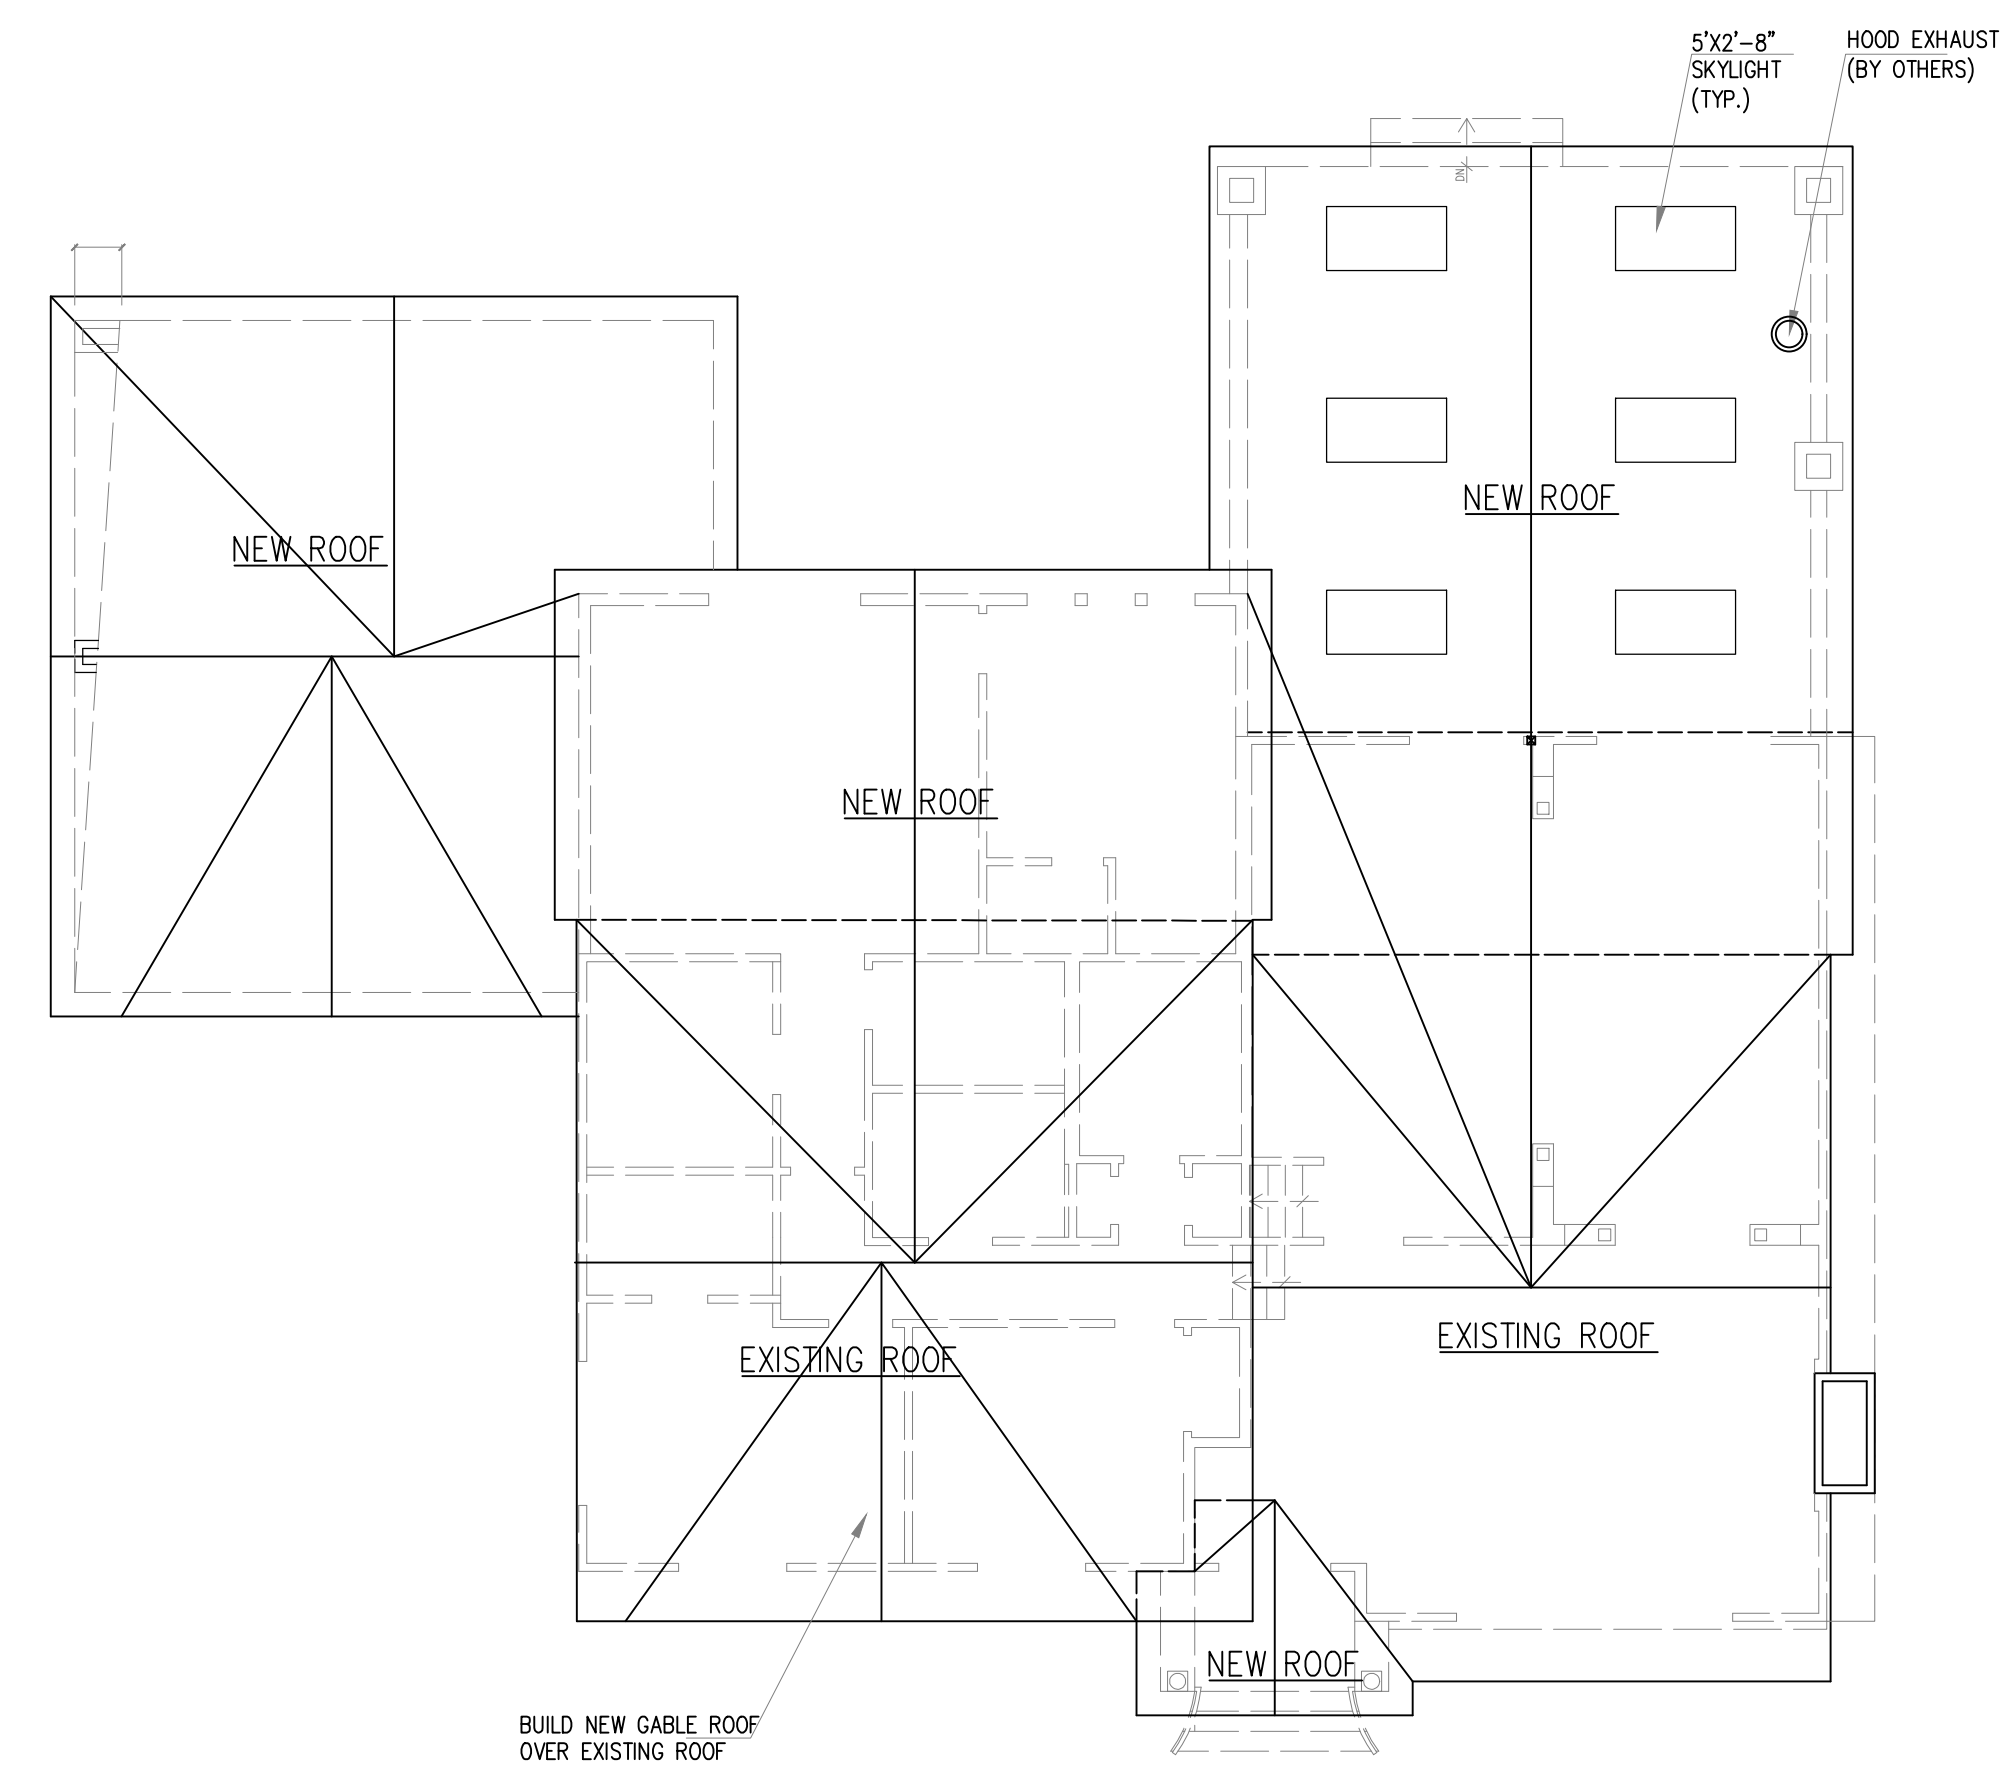 5'X2'-8"
SKYLIGHT
(TYP.)
HOOD EXHAUST
(BY OTHERS)
DN
NEW ROOF
NEW ROOF
NEW ROOF
EXISTING ROOF
EXISTING ROOF
NEW ROOF
BUILD NEW GABLE ROOF
OVER EXISTING ROOF